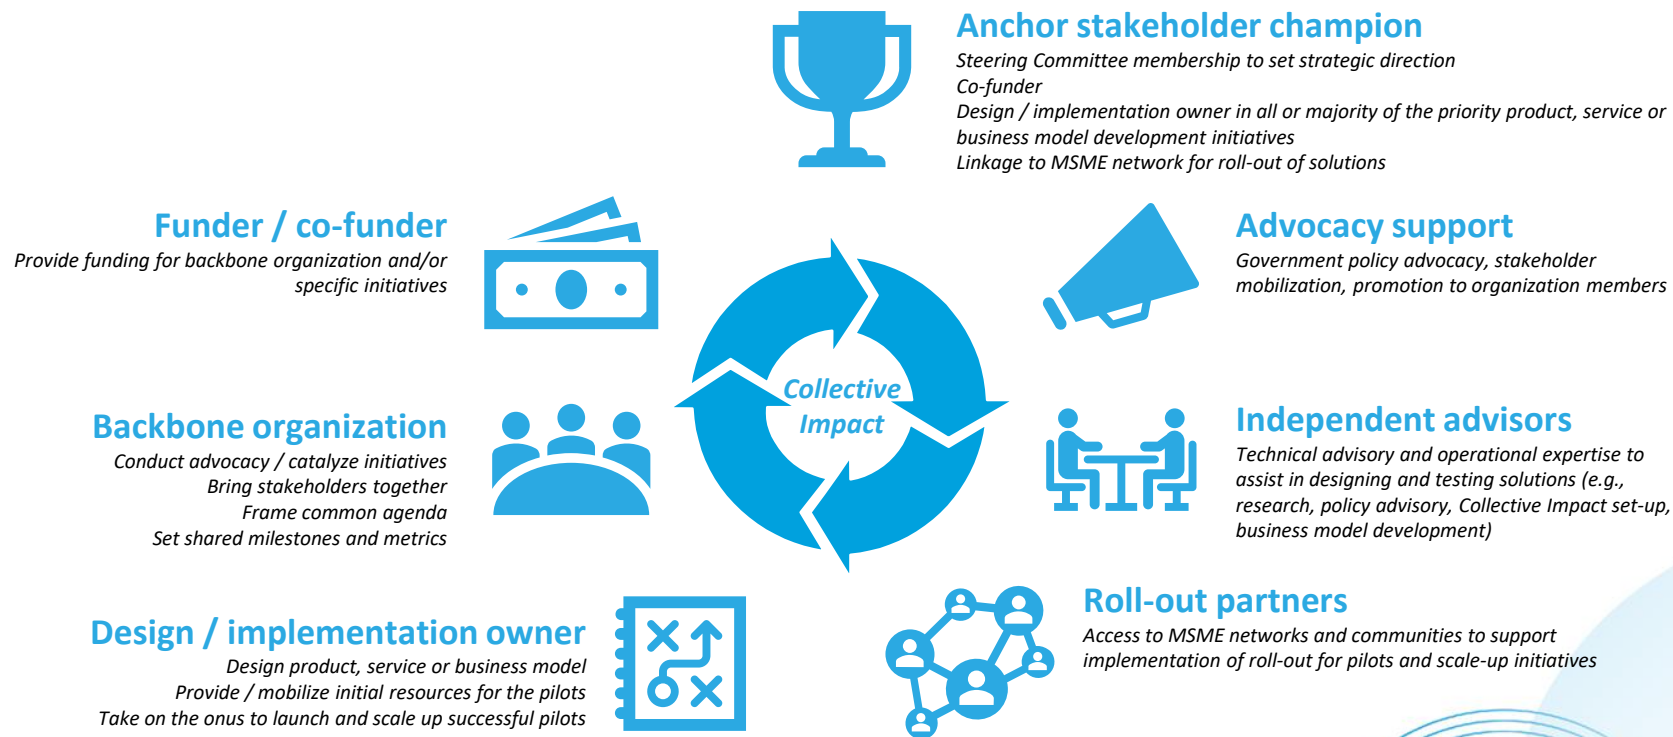 Anchor stakeholder champion
Steering Committee membership to set strategic direction
Co-funder
Design / implementation owner in all or majority of the priority product, service or
business model development initiatives
Linkage to MSME network for roll-out of solutions
Funder / co-funder
Provide funding for backbone organization and/or
specific initiatives
Advocacy support
Government policy advocacy, stakeholder
mobilization, promotion to organization members
Collective
Impact
Backbone organization
Conduct advocacy / catalyze initiatives
Bring stakeholders together
Frame common agenda
Set shared milestones and metrics
Independent advisors
Technical advisory and operational expertise to
assist in designing and testing solutions (e.g.,
research, policy advisory, Collective Impact set-up,
business model development)
Design / implementation owner
Design product, service or business model
Provide / mobilize initial resources for the pilots
Take on the onus to launch and scale up successful pilots
Roll-out partners
Access to MSME networks and communities to support
implementation of roll-out for pilots and scale-up initiatives